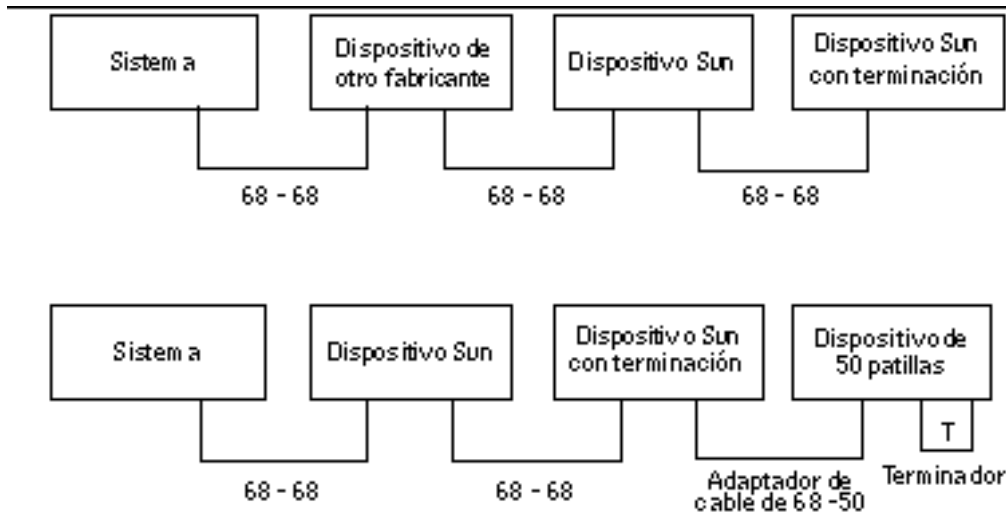 Sistema
Dispositivo de
otro fabricante
Dispositivo Sun
Dispositivo Sun
con terminación
68 - 68
68 - 68
68 - 68
Sistema
Dispositivo Sun
Dispositivo Sun
con terminación
Dispositivo de
50 patillas
T
68 - 68
68 - 68
Adaptador de
cable de 68 -50
Terminador